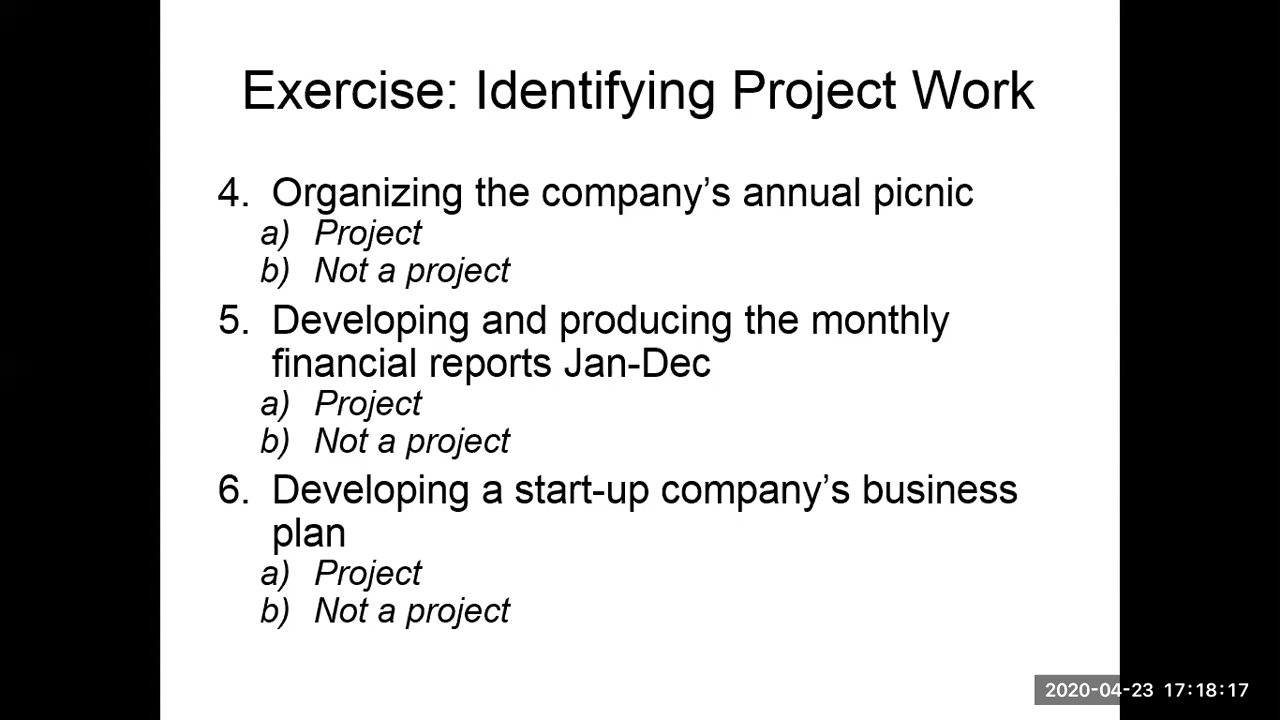 Exercise: Identifying Project Work
4. Organizing the company’s annual picnic
a) Project
b) Not a project
5. Developing and producing the monthly
financial reports Jan-Dec
a) Project
b) Not a project
6. Developing a start-up company’s business
plan
a) Project
b) Not a project
2020-04-23 17:18:17